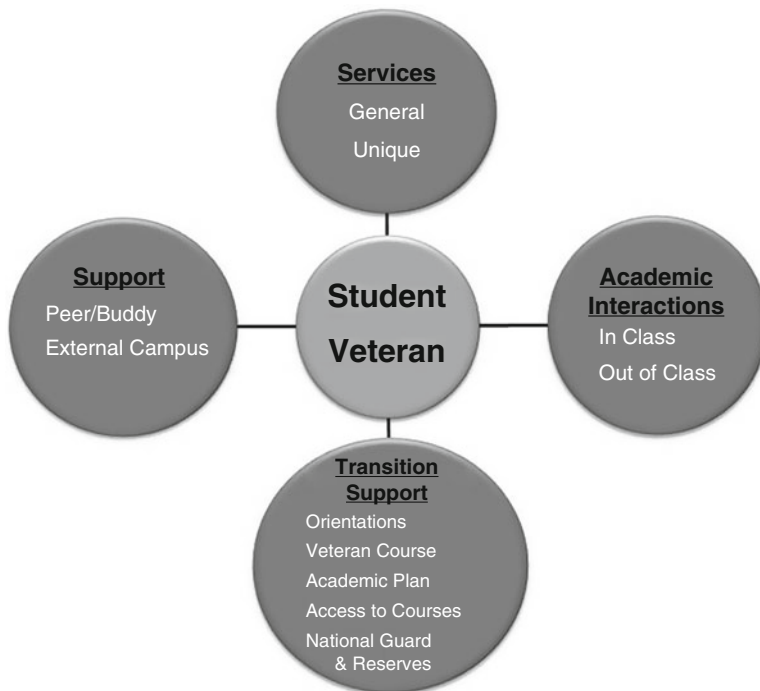 Services
General
Unique
Support
Peer/Buddy
External Campus
Student
Veteran
Academic
Interactions
In Class
Out of Class
Transition
Support
Orientations
Veteran Course
Academic Plan
Access to Courses
National Guard
& Reserves